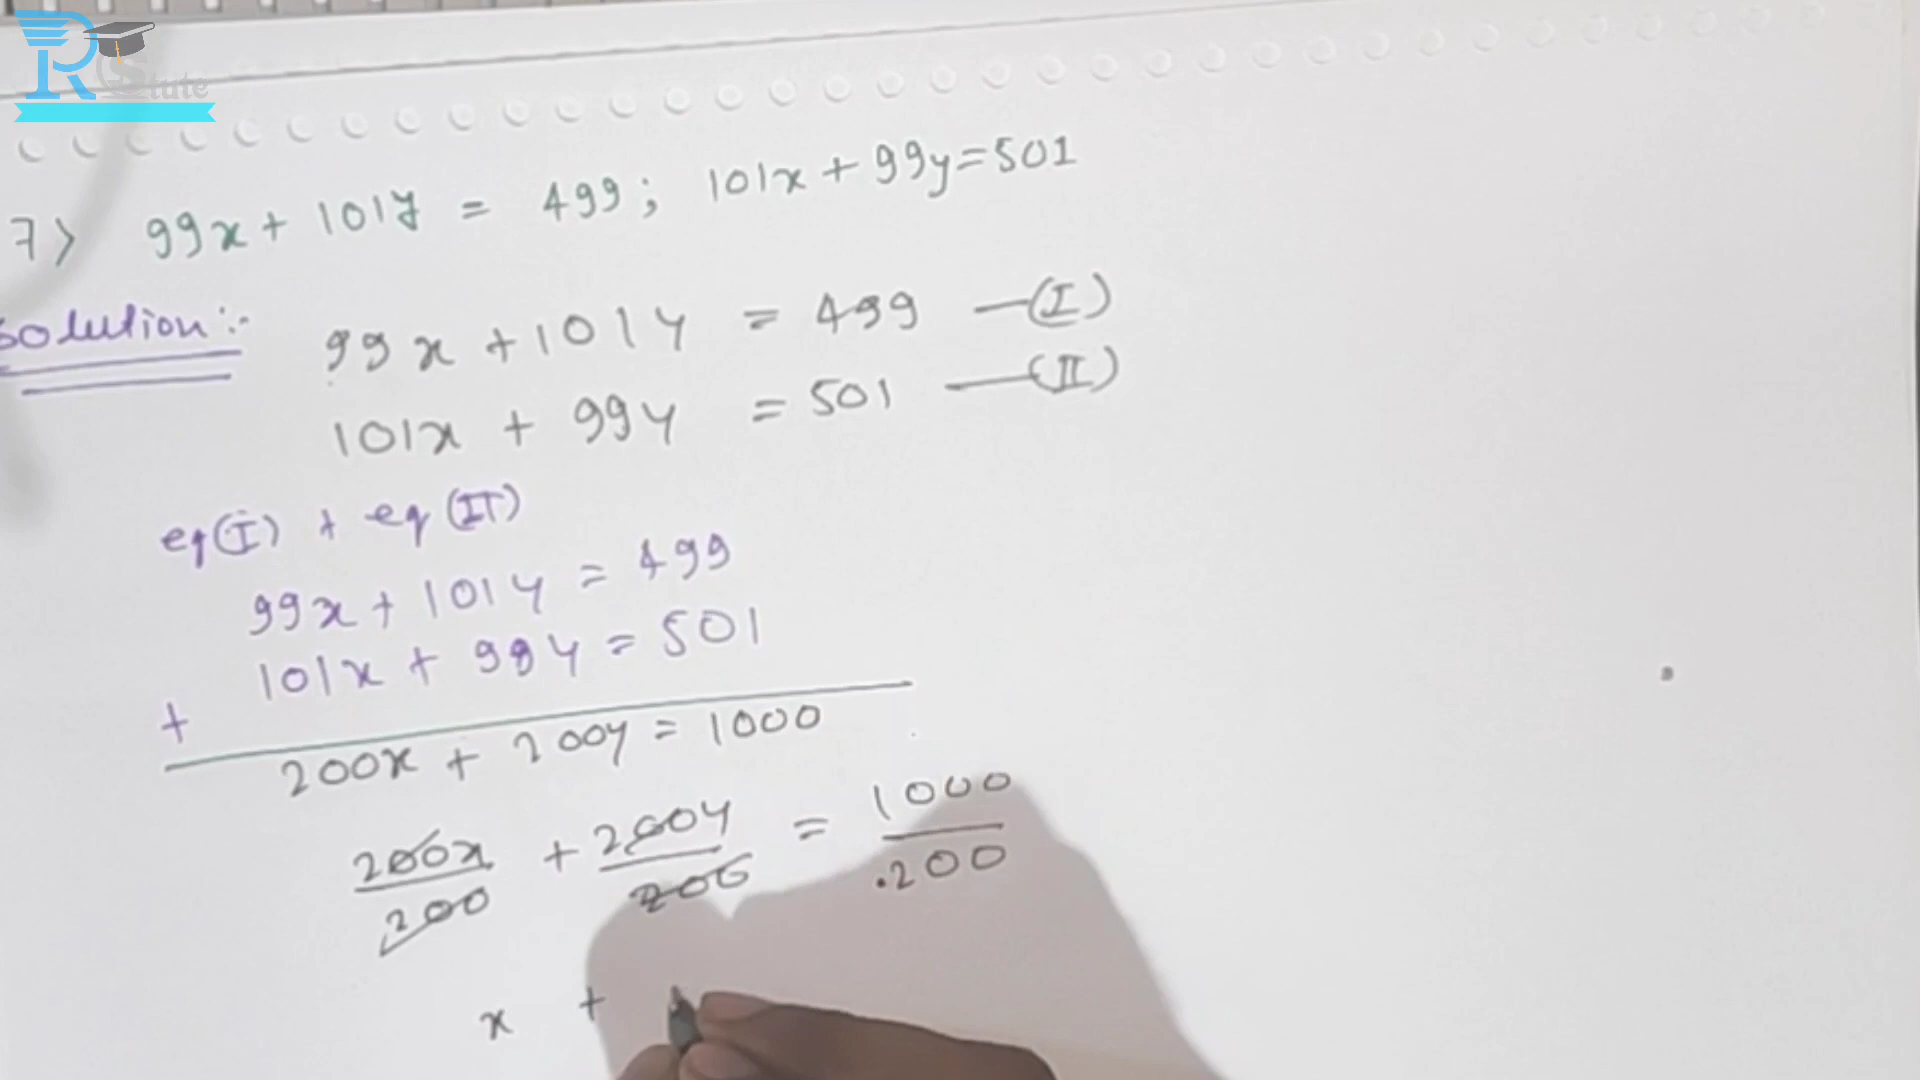 RStute
7) 99x + 101y = 499; 101x + 99y = 501
Solution:-
99x + 101y = 499 —(I)
101x + 99y = 501 —(II)
eq(I) + eq(II)
99x + 101y = 499
101x + 99y = 501
+
200x + 200y = 1000
200x/200 + 200y/200 = 1000/200
x +